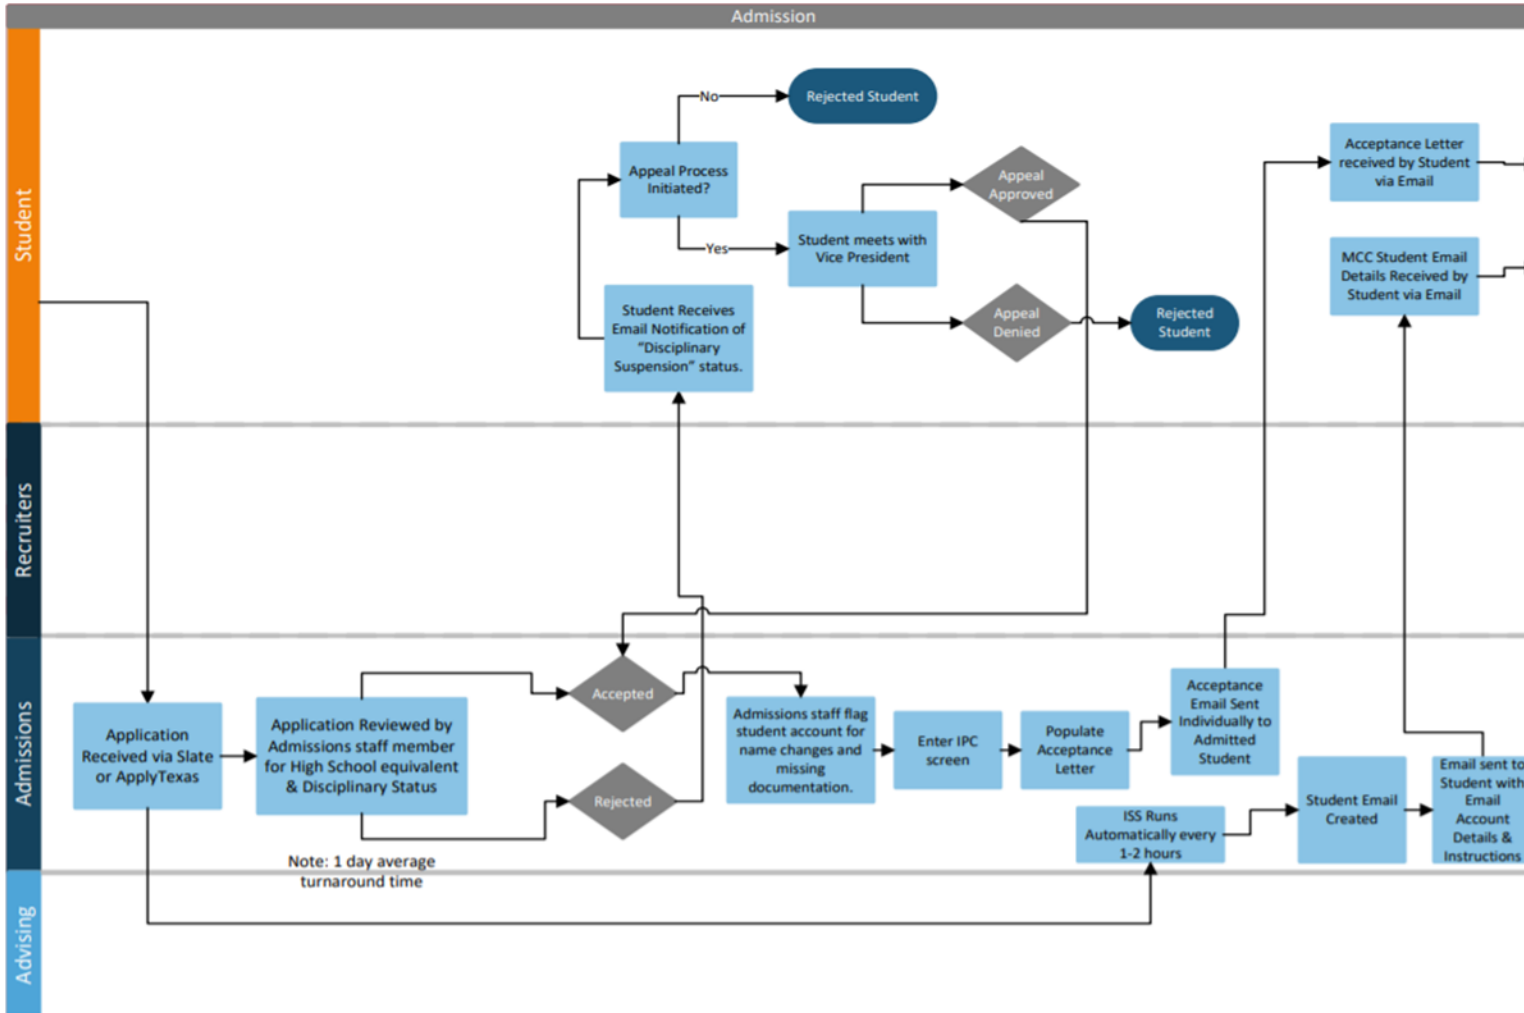 Admission
Student
Recruiters
Admissions
Advising
No
Rejected Student
Appeal Process
Initiated?
Yes
Student meets with
Vice President
Appeal
Approved
Appeal
Denied
Rejected
Student
Student Receives
Email Notification of
“Disciplinary
Suspension” status.
Acceptance Letter
received by Student
via Email
MCC Student Email
Details Received by
Student via Email
Application
Received via Slate
or ApplyTexas
Application Reviewed by
Admissions staff member
for High School equivalent
& Disciplinary Status
Note: 1 day average
turnaround time
Accepted
Rejected
Admissions staff flag
student account for
name changes and
missing
documentation.
Enter IPC
screen
Populate
Acceptance
Letter
Acceptance
Email Sent
Individually to
Admitted
Student
ISS Runs
Automatically every
1-2 hours
Student Email
Created
Email sent to
Student with
Email
Account
Details &
Instructions